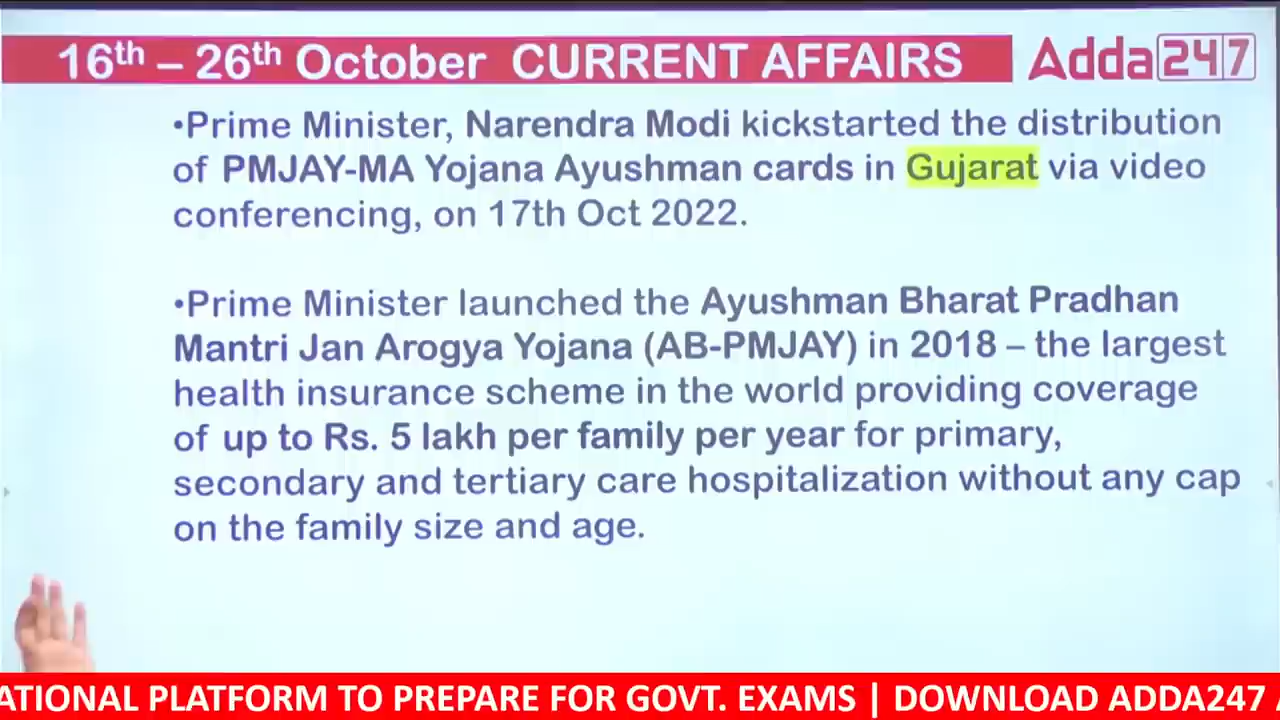 16th – 26th October CURRENT AFFAIRS
Adda247
•Prime Minister, Narendra Modi kickstarted the distribution
of PMJAY-MA Yojana Ayushman cards in Gujarat via video
conferencing, on 17th Oct 2022.
•Prime Minister launched the Ayushman Bharat Pradhan
Mantri Jan Arogya Yojana (AB-PMJAY) in 2018 – the largest
health insurance scheme in the world providing coverage
of up to Rs. 5 lakh per family per year for primary,
secondary and tertiary care hospitalization without any cap
on the family size and age.
ATIONAL PLATFORM TO PREPARE FOR GOVT. EXAMS | DOWNLOAD ADDA247